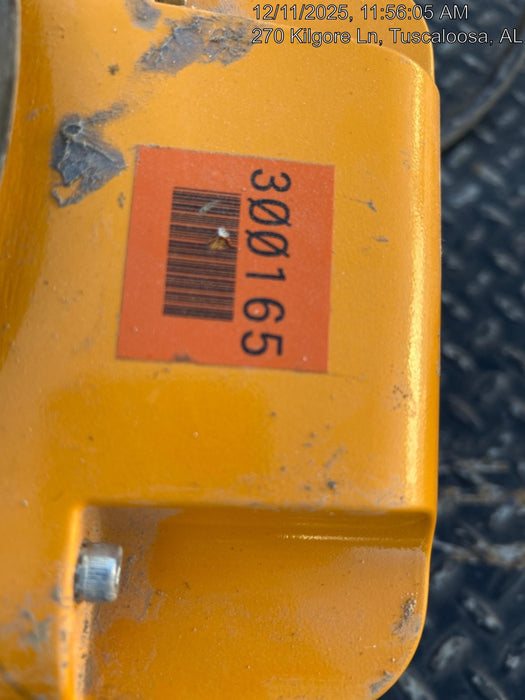 12/11/2025, 11:56:05 AM
270 Kilgore Ln, Tuscaloosa, AL
300165